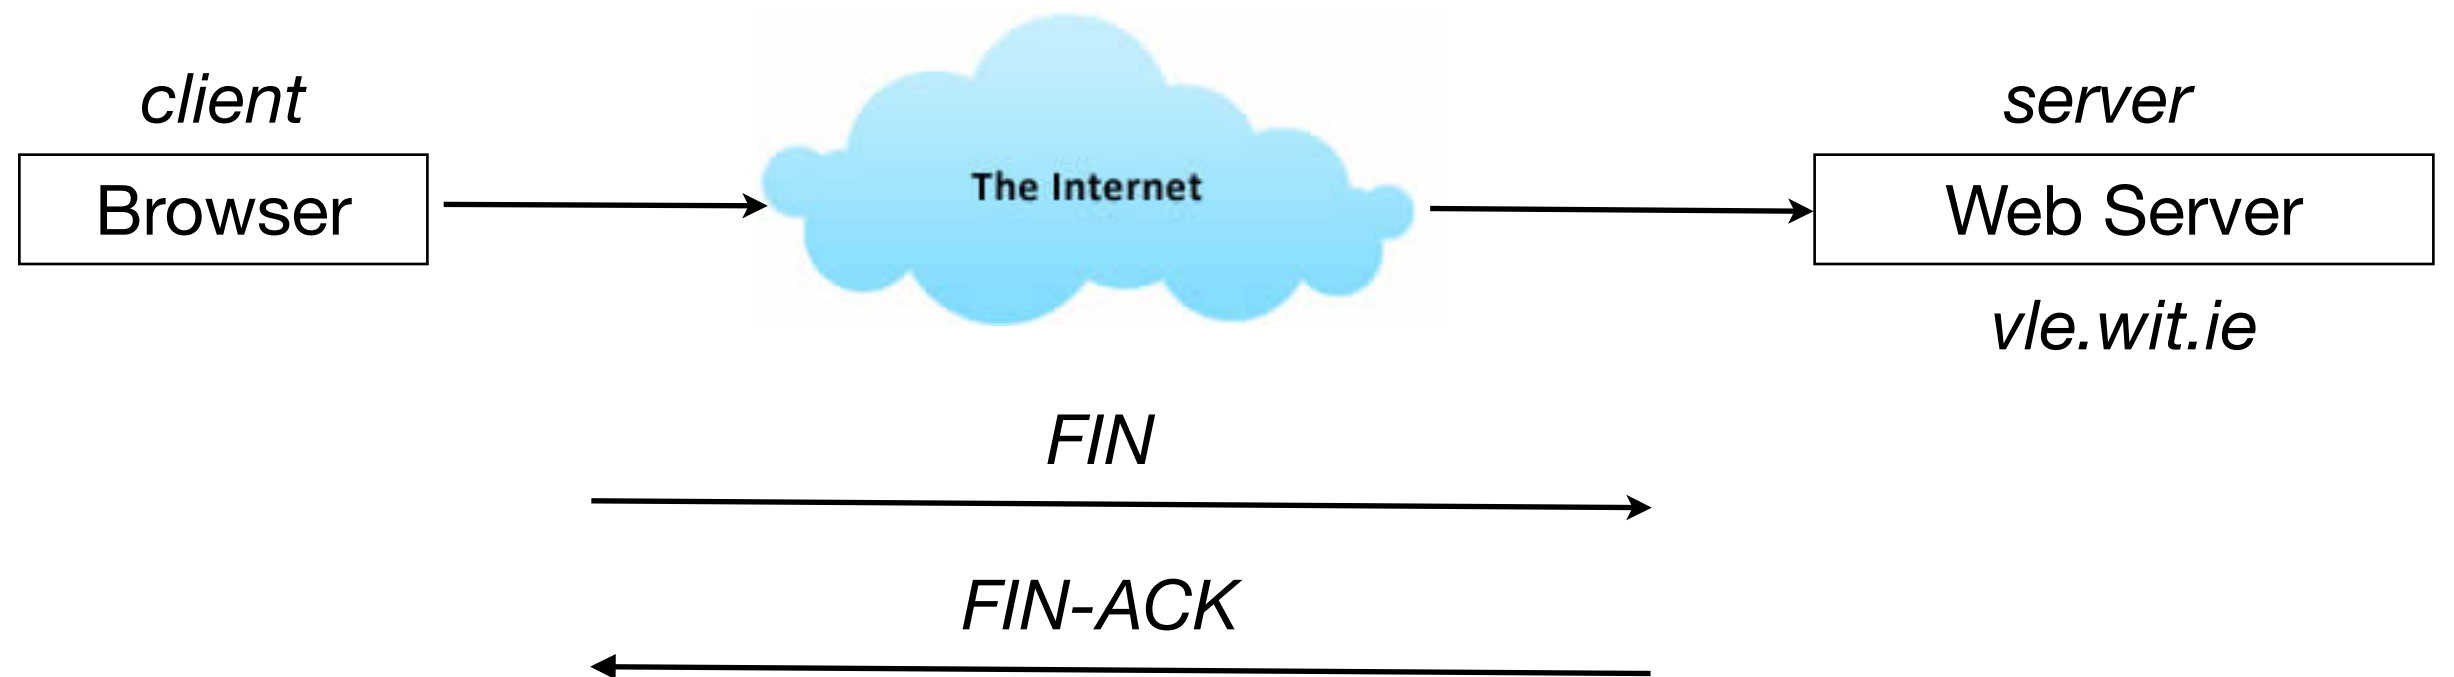 client
server
Browser
The Internet
Web Server
vle.wit.ie
FIN
FIN-ACK